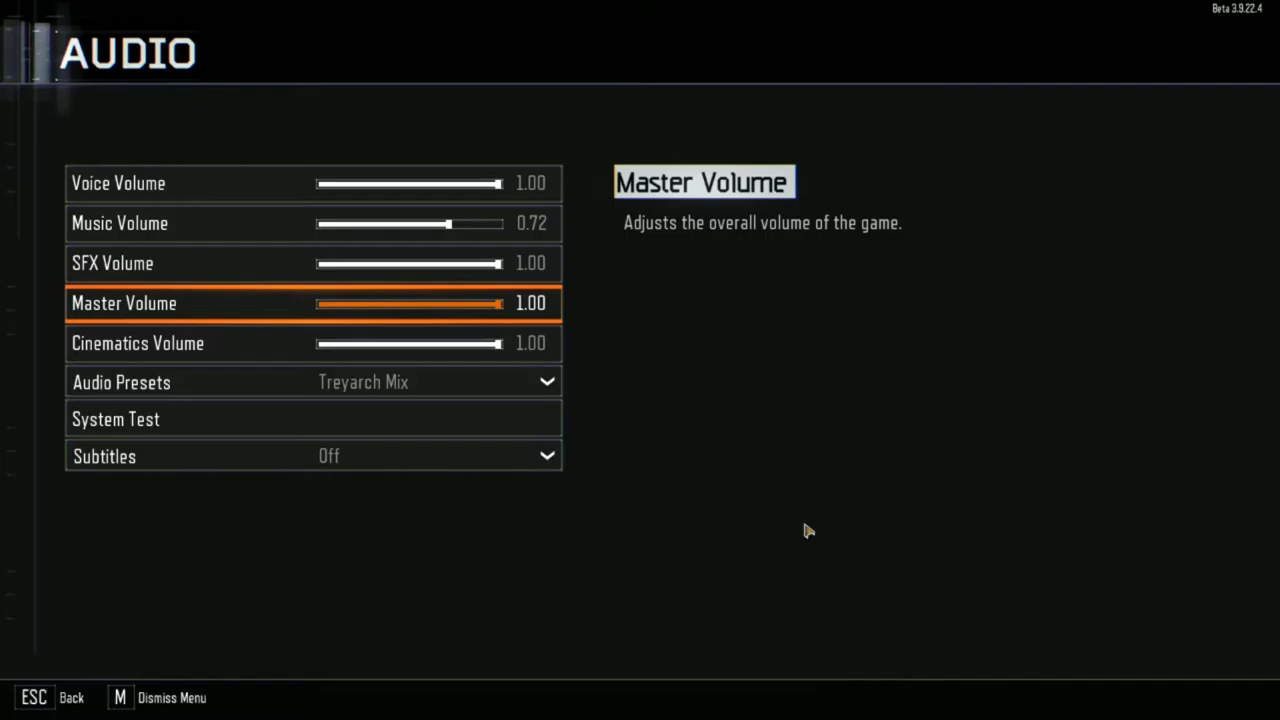 Beta 3.9.22.4
AUDIO
Voice Volume 1.00
Music Volume 0.72
SFX Volume 1.00
Master Volume 1.00
Cinematics Volume 1.00
Audio Presets Treyarch Mix
System Test
Subtitles Off
Master Volume
Adjusts the overall volume of the game.
ESC Back M Dismiss Menu